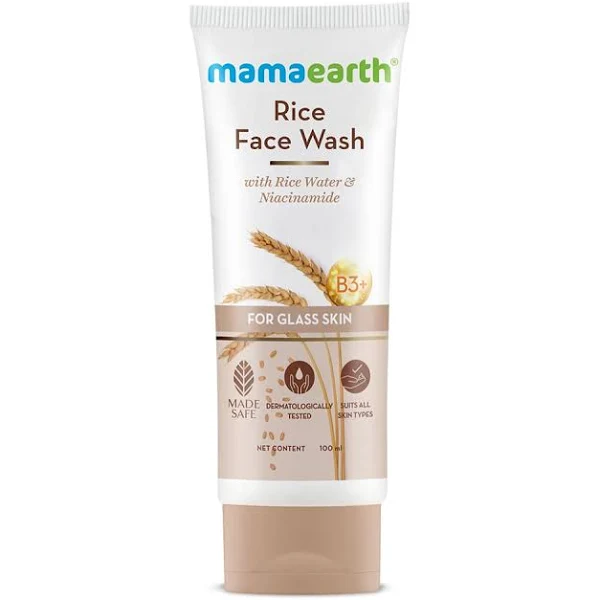 mamaearth®
Rice
Face Wash
with Rice Water &
Niacinamide
B3+
FOR GLASS SKIN
MADE SAFE
DERMATOLOGICALLY TESTED
SUITS ALL SKIN TYPES
NET CONTENT 100 ml